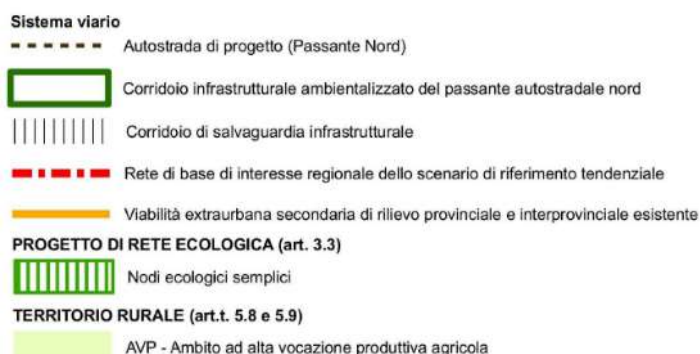 Sistema viario
Autostrada di progetto (Passante Nord)
Corridoio infrastrutturale ambientalizzato del passante autostradale nord
Corridoio di salvaguardia infrastrutturale
Rete di base di interesse regionale dello scenario di riferimento tendenziale
Viabilità extraurbana secondaria di rilievo provinciale e interprovinciale esistente
PROGETTO DI RETE ECOLOGICA (art. 3.3)
Nodi ecologici semplici
TERRITORIO RURALE (art.t. 5.8 e 5.9)
AVP - Ambito ad alta vocazione produttiva agricola